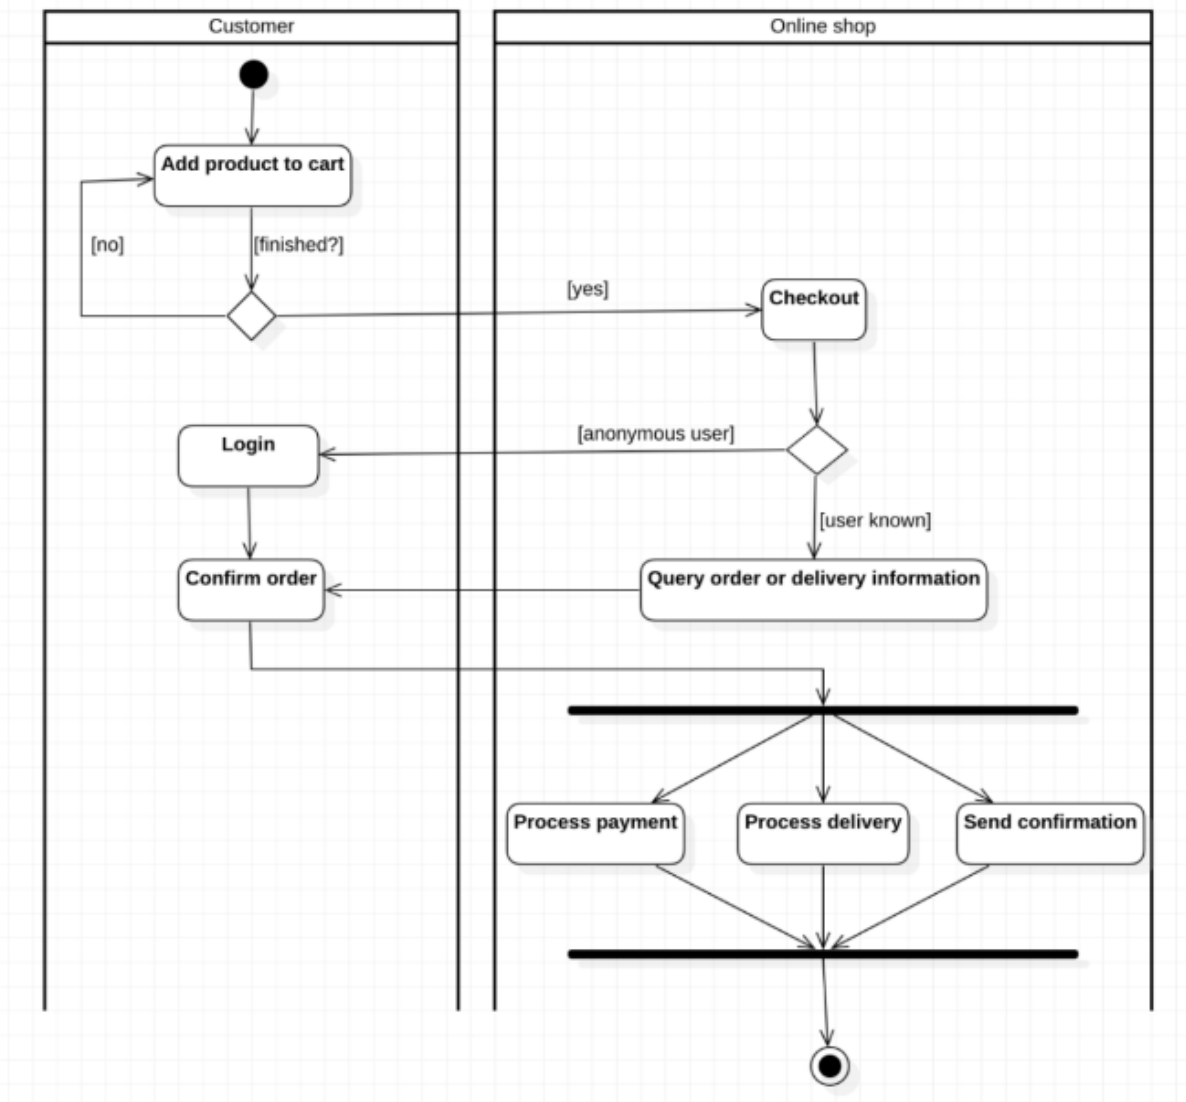 Customer
Online shop
Add product to cart
[no]
[finished?]
[yes]
Checkout
[anonymous user]
Login
[user known]
Confirm order
Query order or delivery information
Process payment
Process delivery
Send confirmation